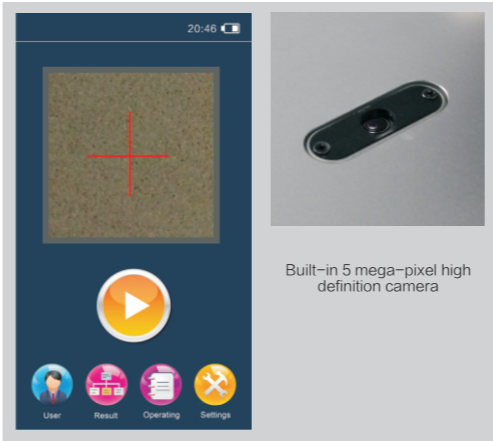 20:46
User
Result
Operating
Settings
Built-in 5 mega-pixel high
definition camera